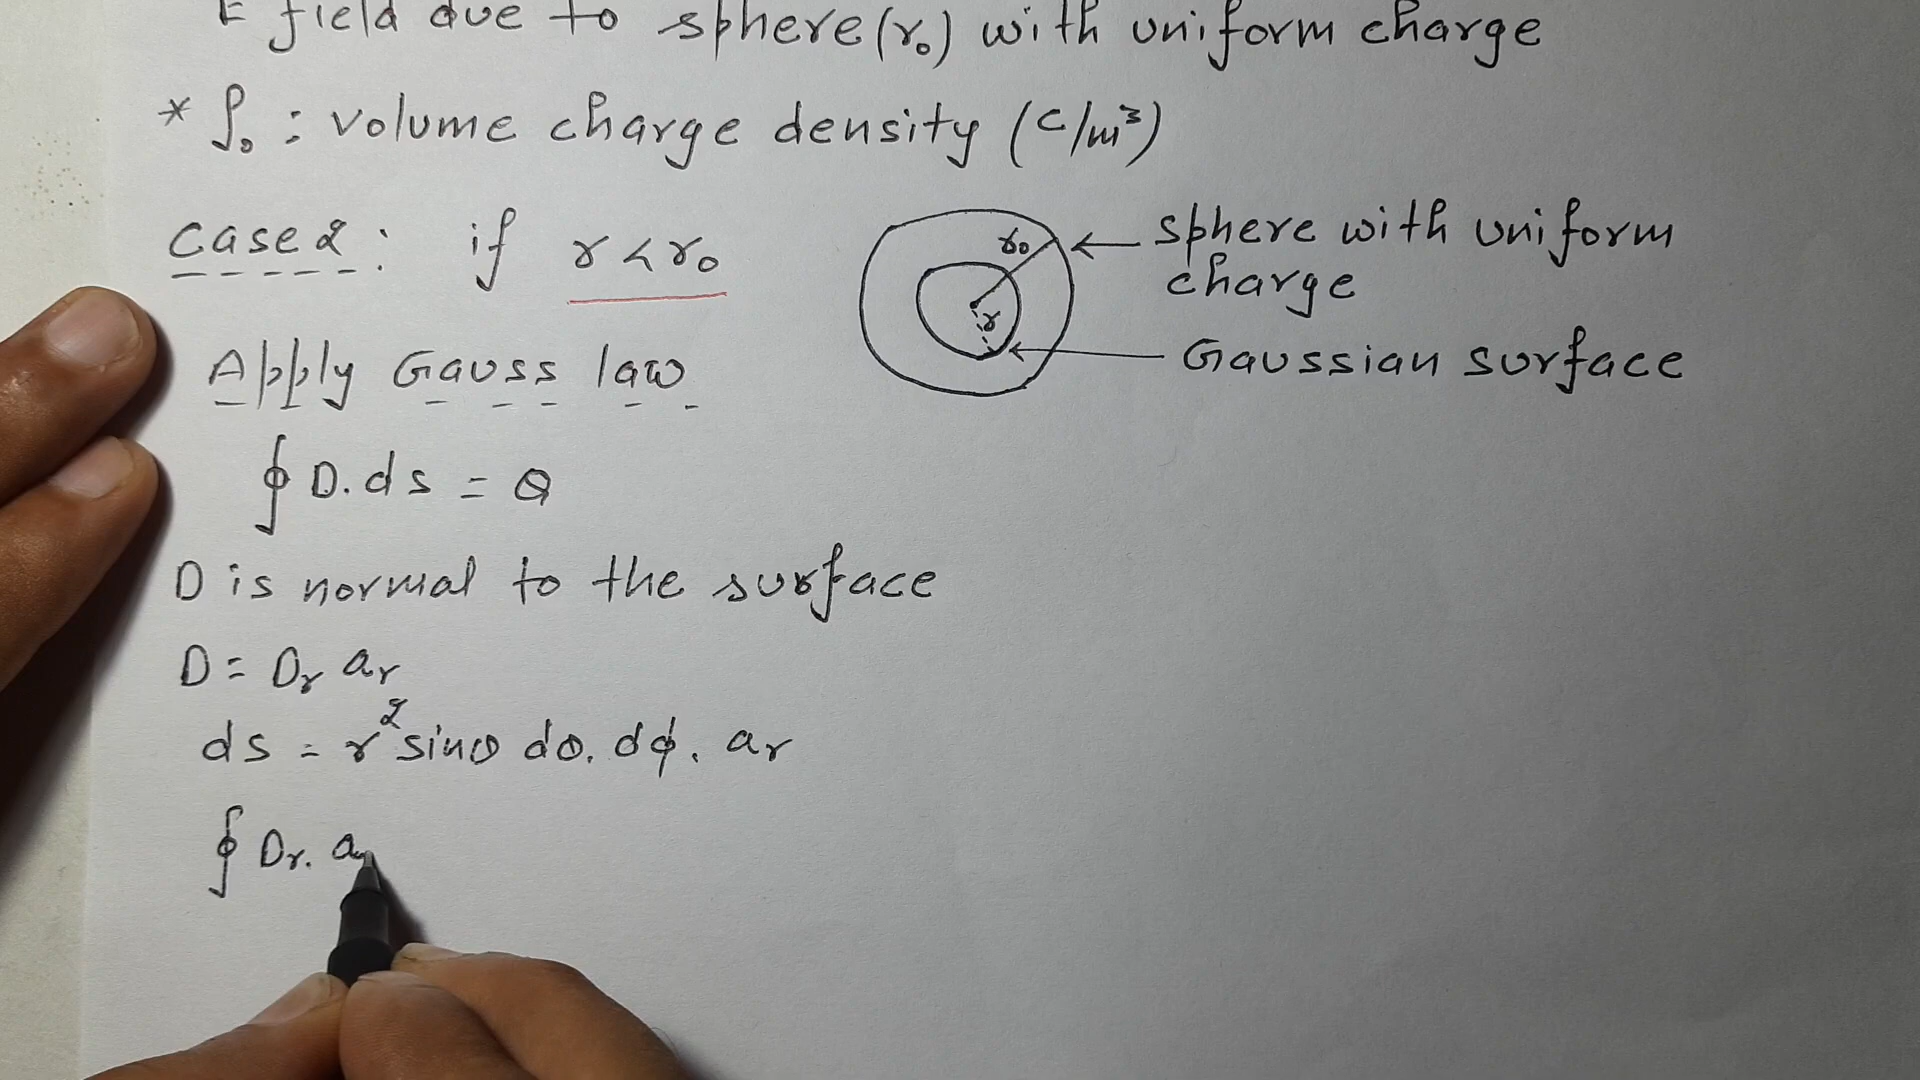 E field due to sphere (r₀) with uniform charge
* ρ₀ : volume charge density (C/m³)
Case 2 : if r < r₀
r₀
r
sphere with uniform
charge
Gaussian surface
Apply Gauss law
∮ D. ds = Q
D is normal to the surface
D = Dr ar
ds = r² sinθ dθ. dϕ. ar
∮ Dr. a